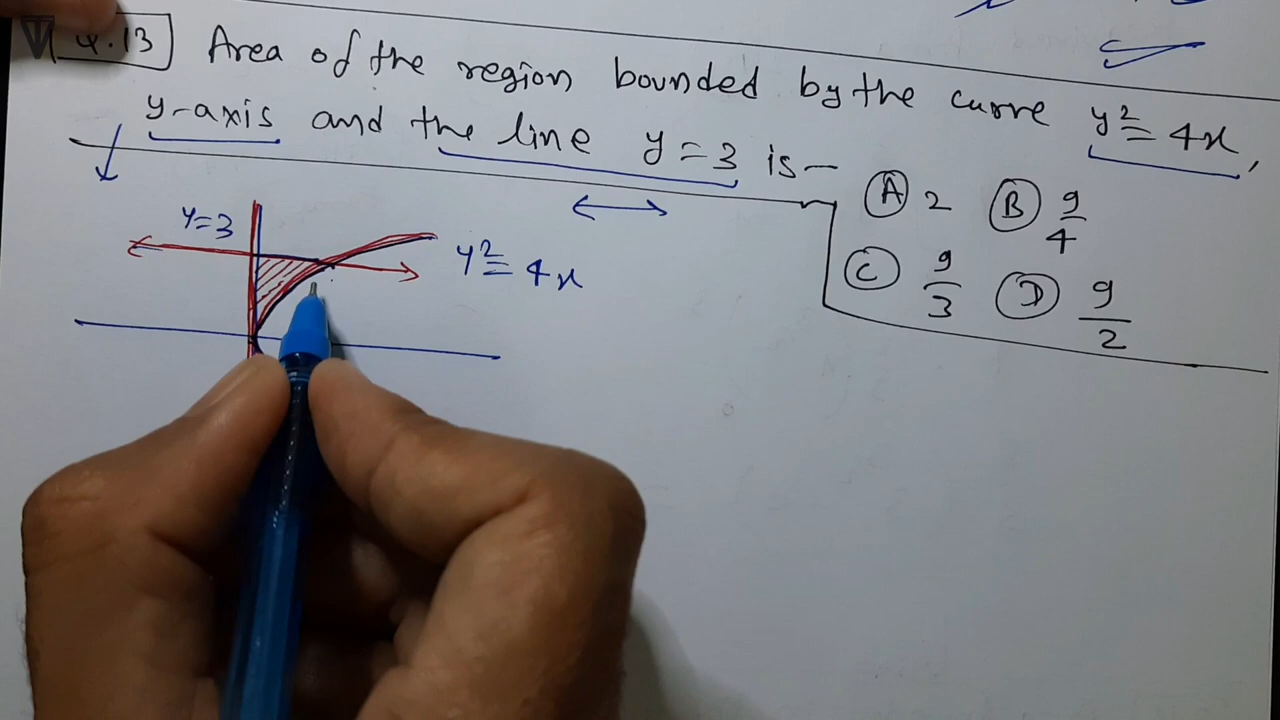 Q.13 Area of the region bounded by the curve y² = 4x,
y-axis and the line y = 3 is —
(A) 2 (B) 9/4
(C) 9/3 (D) 9/2
y=3
y² = 4x